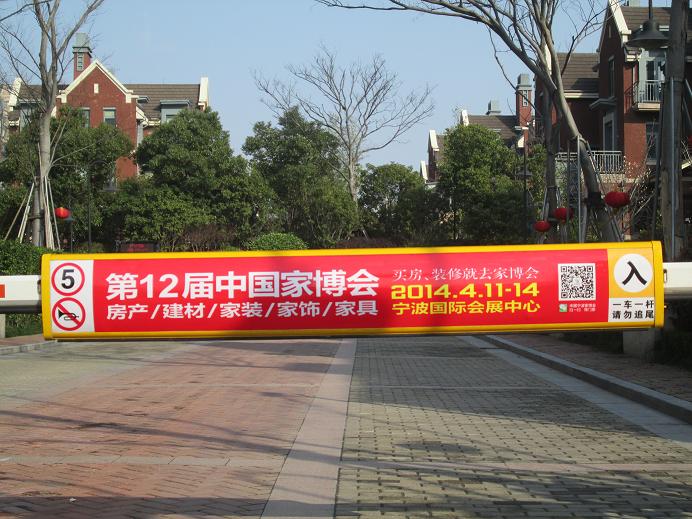 5
第12届中国家博会
房产/建材/家装/家饰/家具
买房、装修就去家博会
2014.4.11-14
宁波国际会展中心
入
一车一杆
请勿追尾